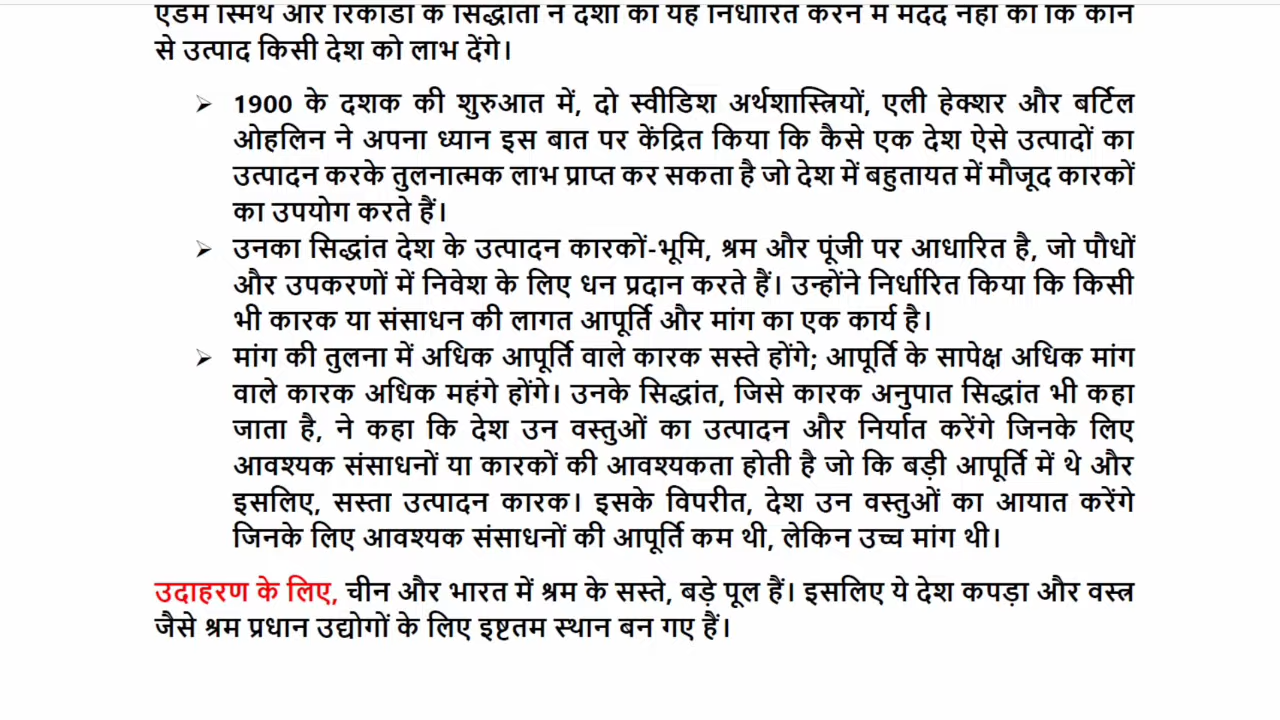 एडम स्मिथ और रिकार्डो के सिद्धांतों ने देशों को यह निर्धारित करने में मदद नहीं की कि कौन
से उत्पाद किसी देश को लाभ देंगे।
➢ 1900 के दशक की शुरुआत में, दो स्वीडिश अर्थशास्त्रियों, एली हेक्शर और बर्टिल
ओहलिन ने अपना ध्यान इस बात पर केंद्रित किया कि कैसे एक देश ऐसे उत्पादों का
उत्पादन करके तुलनात्मक लाभ प्राप्त कर सकता है जो देश में बहुतायत में मौजूद कारकों
का उपयोग करते हैं।
➢ उनका सिद्धांत देश के उत्पादन कारकों-भूमि, श्रम और पूंजी पर आधारित है, जो पौधों
और उपकरणों में निवेश के लिए धन प्रदान करते हैं। उन्होंने निर्धारित किया कि किसी
भी कारक या संसाधन की लागत आपूर्ति और मांग का एक कार्य है।
➢ मांग की तुलना में अधिक आपूर्ति वाले कारक सस्ते होंगे; आपूर्ति के सापेक्ष अधिक मांग
वाले कारक अधिक महंगे होंगे। उनके सिद्धांत, जिसे कारक अनुपात सिद्धांत भी कहा
जाता है, ने कहा कि देश उन वस्तुओं का उत्पादन और निर्यात करेंगे जिनके लिए
आवश्यक संसाधनों या कारकों की आवश्यकता होती है जो कि बड़ी आपूर्ति में थे और
इसलिए, सस्ता उत्पादन कारक। इसके विपरीत, देश उन वस्तुओं का आयात करेंगे
जिनके लिए आवश्यक संसाधनों की आपूर्ति कम थी, लेकिन उच्च मांग थी।
उदाहरण के लिए, चीन और भारत में श्रम के सस्ते, बड़े पूल हैं। इसलिए ये देश कपड़ा और वस्त्र
जैसे श्रम प्रधान उद्योगों के लिए इष्टतम स्थान बन गए हैं।